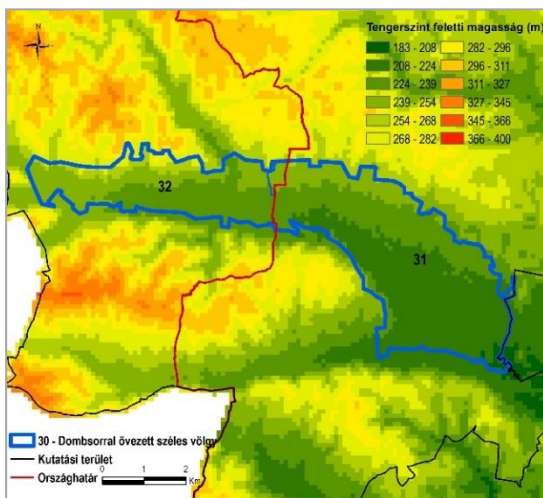 Tengerszint feletti magasság (m)
183 - 208
208 - 224
224 - 239
239 - 254
254 - 268
268 - 282
282 - 296
296 - 311
311 - 327
327 - 345
345 - 366
366 - 400
N
32
31
30 - Dombsorral övezett széles völgy
Kutatási terület
Országhatár
0 1 2
Km